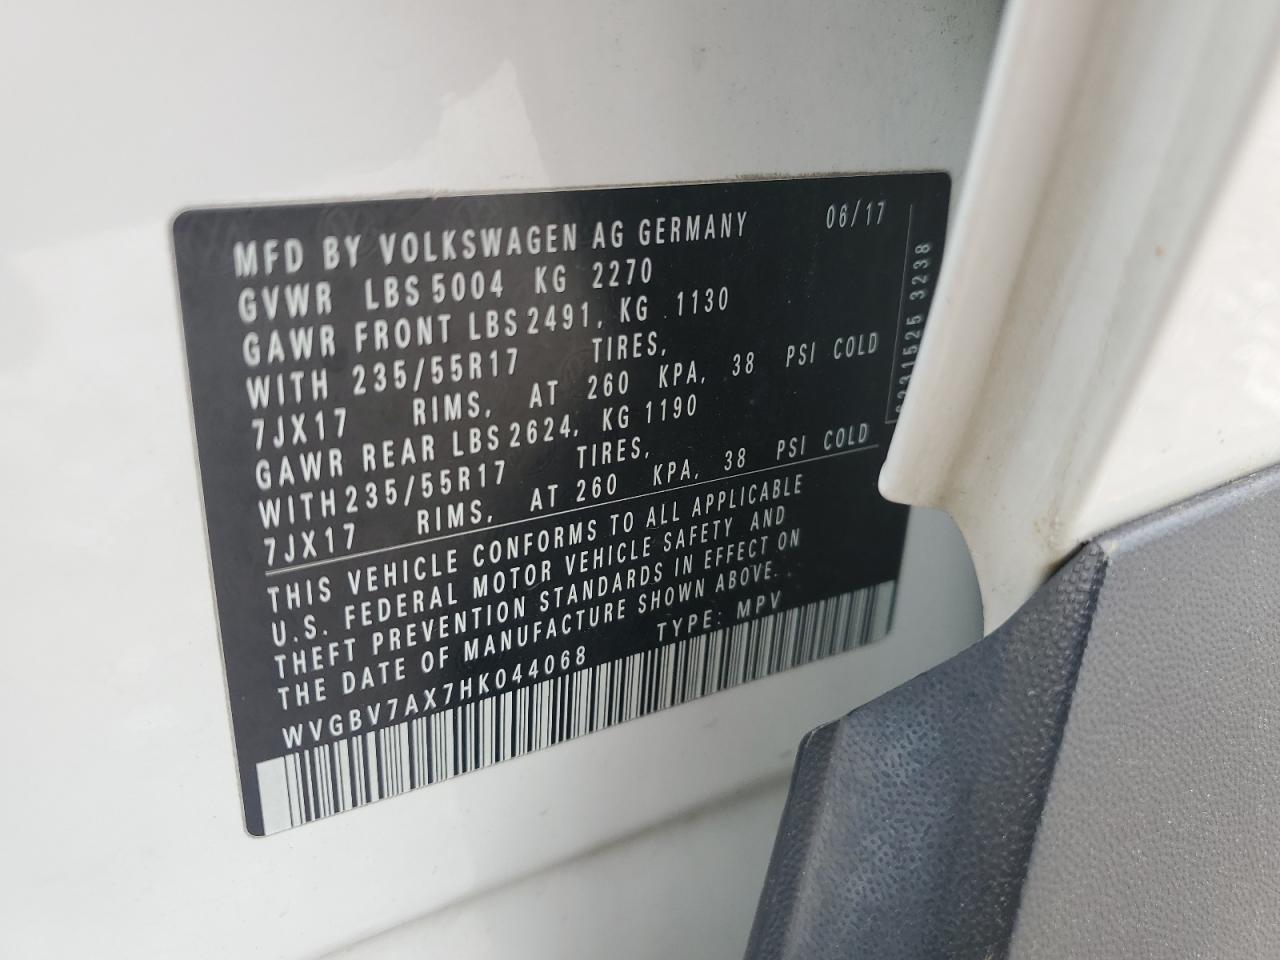 MFD BY VOLKSWAGEN AG GERMANY 06/17
GVWR LBS 5004 KG 2270
GAWR FRONT LBS 2491, KG 1130
WITH 235/55R17 TIRES,
7JX17 RIMS, AT 260 KPA, 38 PSI COLD
GAWR REAR LBS 2624, KG 1190
WITH 235/55R17 TIRES,
7JX17 RIMS, AT 260 KPA, 38 PSI COLD
THIS VEHICLE CONFORMS TO ALL APPLICABLE
U.S. FEDERAL MOTOR VEHICLE SAFETY AND
THEFT PREVENTION STANDARDS IN EFFECT ON
THE DATE OF MANUFACTURE SHOWN ABOVE.
WVGBV7AX7HK044068 TYPE: MPV
3238